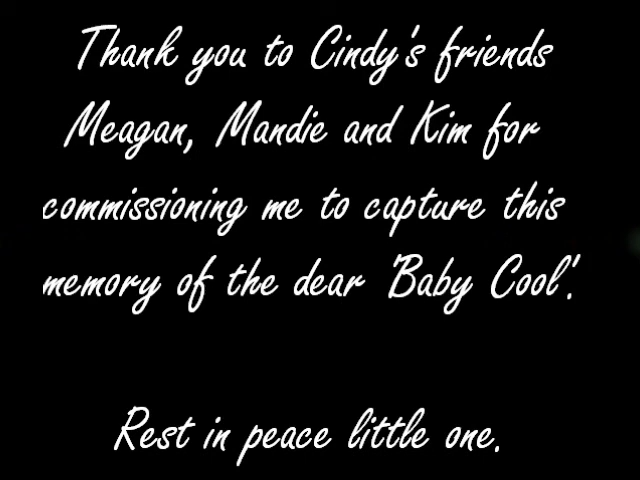 Thank you to Cindy's friends
Meagan, Mandie and Kim for
commissioning me to capture this
memory of the dear 'Baby Cool'.
Rest in peace little one.